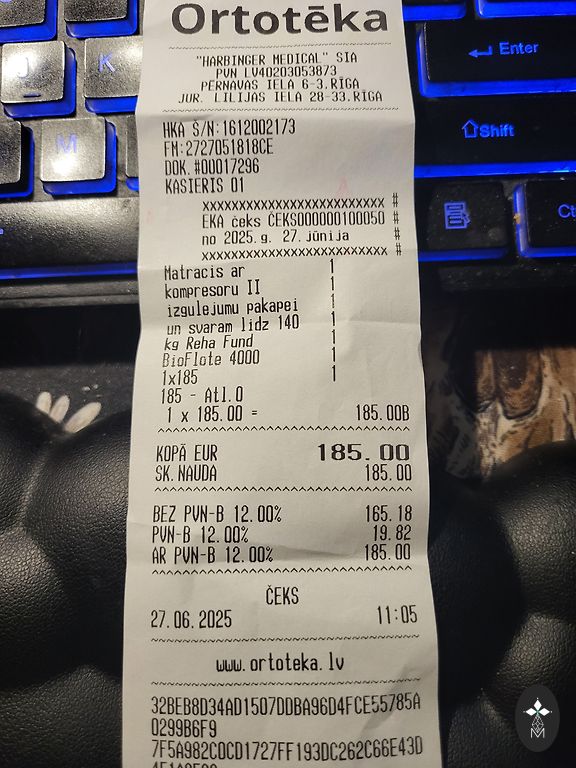 Ortotēka
"HARBINGER MEDICAL" SIA
PVN LV40203053873
PĒRNAVAS IELA 6-3.RĪGA
JUR. LILIJAS IELA 28-33.RĪGA
HKA S/N:1612002173
FM:2727051818CE
DOK.#00017296
KASIERIS 01
xxxxxxxxxxxxxxxxxxxxxxxxxx #
EKA čeks ČEKS000000100050 #
no 2025.g. 27.jūnija #
xxxxxxxxxxxxxxxxxxxxxxxxxx #
Matracis ar 1
kompresoru II 1
izgulējumu pakāpei 1
un svaram līdz 140 1
kg Reha Fund 1
BioFlote 4000 1
1x185 1
185 - Atl.0
1 x 185.00 = 185.00B
KOPĀ EUR 185.00
SK.NAUDA 185.00
BEZ PVN-B 12.00% 165.18
PVN-B 12.00% 19.82
AR PVN-B 12.00% 185.00
ČEKS
27.06.2025 11:05
www.ortoteka.lv
32BEB8D34AD1507DDBA96D4FCE55785A
0299B6F9
7F5A982C0CD1727FF193DC262C66E43D
J
K
M
Enter
Shift
Ct
M